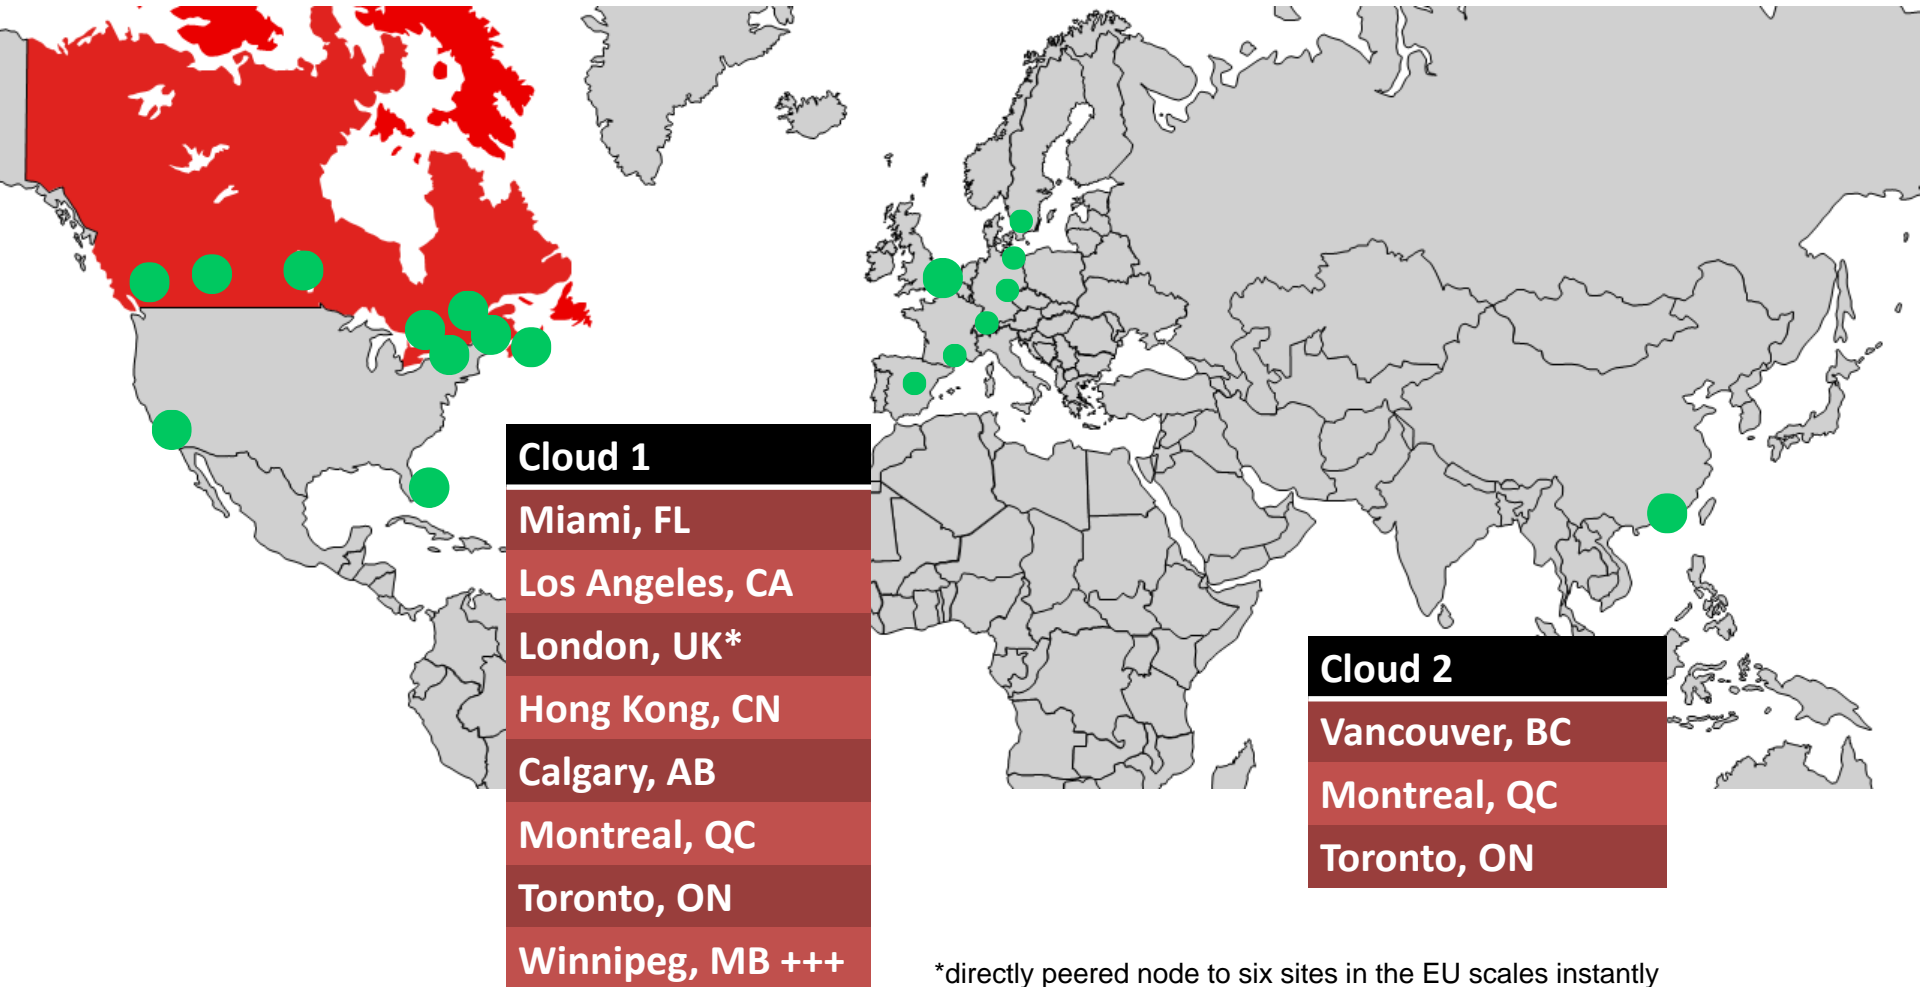 Cloud 1
Miami, FL
Los Angeles, CA
London, UK*
Hong Kong, CN
Calgary, AB
Montreal, QC
Toronto, ON
Winnipeg, MB +++
Cloud 2
Vancouver, BC
Montreal, QC
Toronto, ON
*directly peered node to six sites in the EU scales instantly